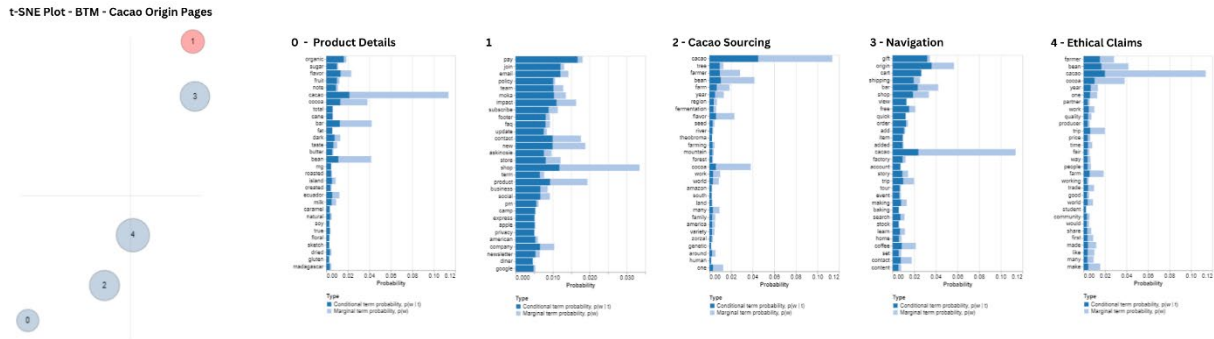 t-SNE Plot - BTM - Cacao Origin Pages
1
3
4
2
0
0 - Product Details
organic
sugar
flavor
fruit
note
cacao
cocoa
total
cane
bar
fat
dark
taste
butter
bean
mg
roasted
island
created
ecuador
milk
caramel
natural
soy
true
floral
sketch
dried
gluten
madagascar
0.00 0.02 0.04 0.06 0.08 0.10 0.12
Probability
Type
Conditional term probability, p(w | t)
Marginal term probability, p(w)
1
pay
join
email
policy
team
moka
impact
subscribe
footer
faq
update
contact
new
askinosie
store
shop
term
product
business
social
pm
camp
express
apple
privacy
american
company
newsletter
diner
google
0.000 0.010 0.020 0.030
Probability
Type
Conditional term probability, p(w | t)
Marginal term probability, p(w)
2 - Cacao Sourcing
cacao
tree
farmer
bean
farm
year
region
fermentation
flavor
seed
river
theobroma
farming
mountain
forest
cocoa
work
world
amazon
south
land
many
family
america
variety
zorzal
genetic
around
human
one
0.00 0.02 0.04 0.06 0.08 0.10 0.12
Probability
Type
Conditional term probability, p(w | t)
Marginal term probability, p(w)
3 - Navigation
gift
origin
cart
shipping
bar
shop
view
free
quick
order
add
item
added
cacao
factory
account
story
trip
tour
event
making
baking
search
stock
learn
home
coffee
sell
contact
content
0.00 0.02 0.04 0.06 0.08 0.10 0.12
Probability
Type
Conditional term probability, p(w | t)
Marginal term probability, p(w)
4 - Ethical Claims
farmer
bean
cacao
cocoa
year
one
partner
work
quality
producer
trip
price
time
fair
way
people
farm
working
trade
good
world
student
community
would
share
first
made
like
many
make
0.00 0.02 0.04 0.06 0.08 0.10 0.12
Probability
Type
Conditional term probability, p(w | t)
Marginal term probability, p(w)